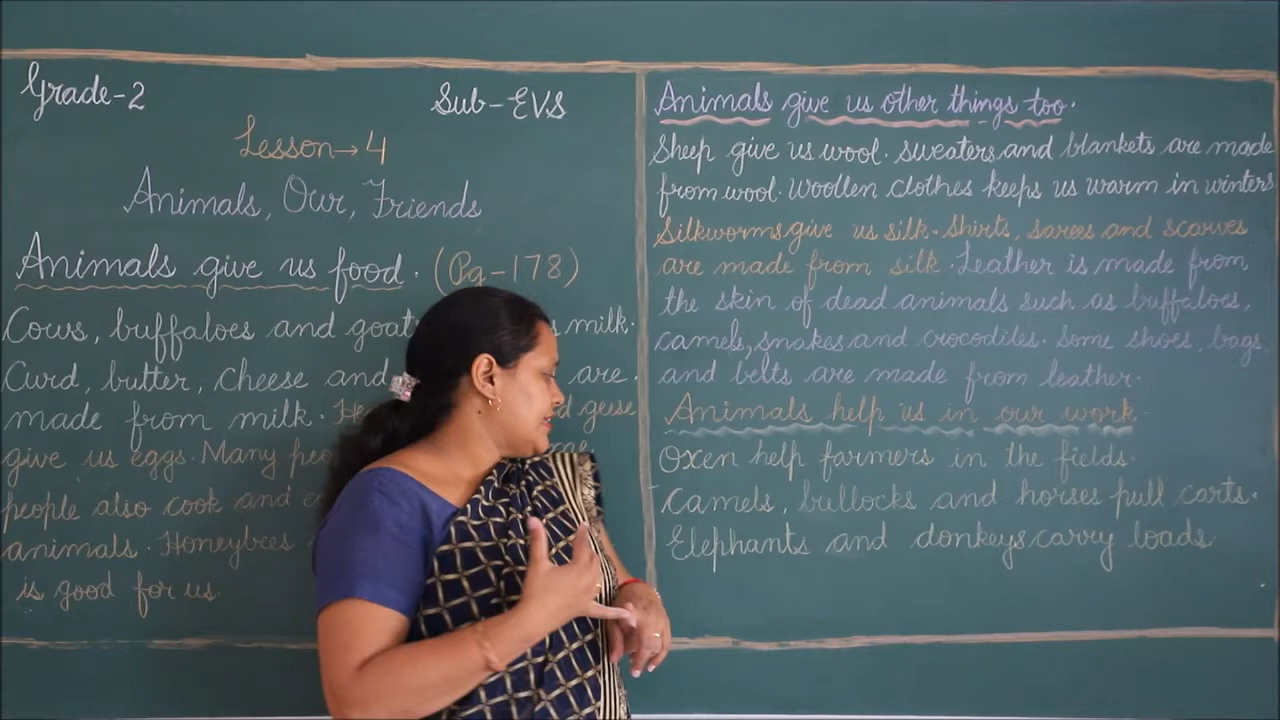 Grade-2
Sub-EVS
Lesson→4
Animals, Our, Friends
Animals give us food. (Pg-178)
Cows, buffaloes and goat milk.
Curd, butter, cheese and are.
made from milk. He geese
give us eggs. Many
people also cook and
animals. Honeybees
is good for us
Animals give us other things too.
Sheep give us wool. Sweaters and blankets are made
from wool. Woollen clothes keeps us warm in winters
Silkworms give us silk. Shirts, sarees and scarves
are made from silk. Leather is made from
the skin of dead animals such as buffaloes,
camels, snakes and crocodiles. Some shoes, bags
and belts are made from leather.
Animals help us in our work.
Oxen help farmers in the fields.
Camels, bullocks and horses pull carts.
Elephants and donkeys carry loads.